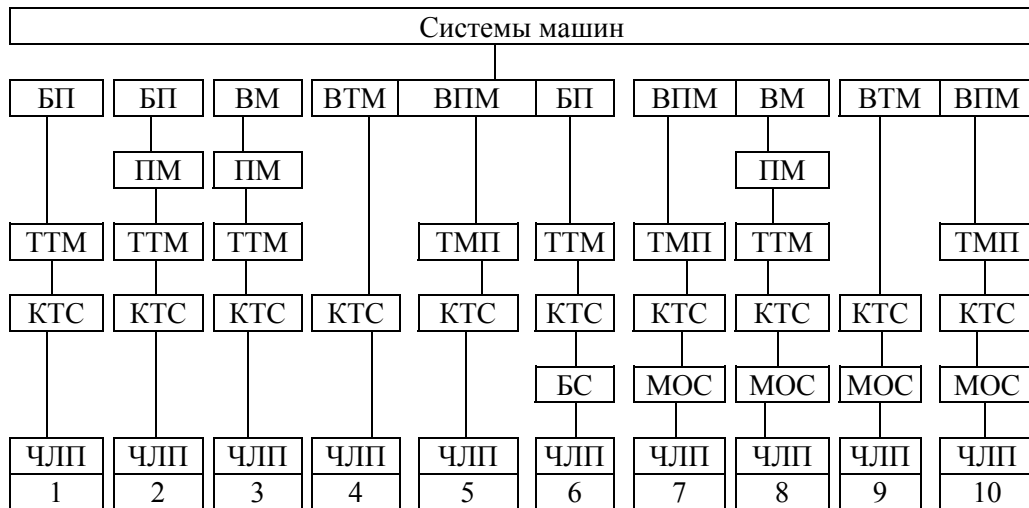 Системы машин
БП БП ВМ ВТМ ВПМ БП ВПМ ВМ ВТМ ВПМ
ПМ ПМ ПМ
ТТМ ТТМ ТТМ ТМП ТТМ ТМП ТТМ ТМП
КТС КТС КТС КТС КТС КТС КТС КТС КТС КТС
БС МОС МОС МОС МОС
ЧЛП ЧЛП ЧЛП ЧЛП ЧЛП ЧЛП ЧЛП ЧЛП ЧЛП ЧЛП
1 2 3 4 5 6 7 8 9 10